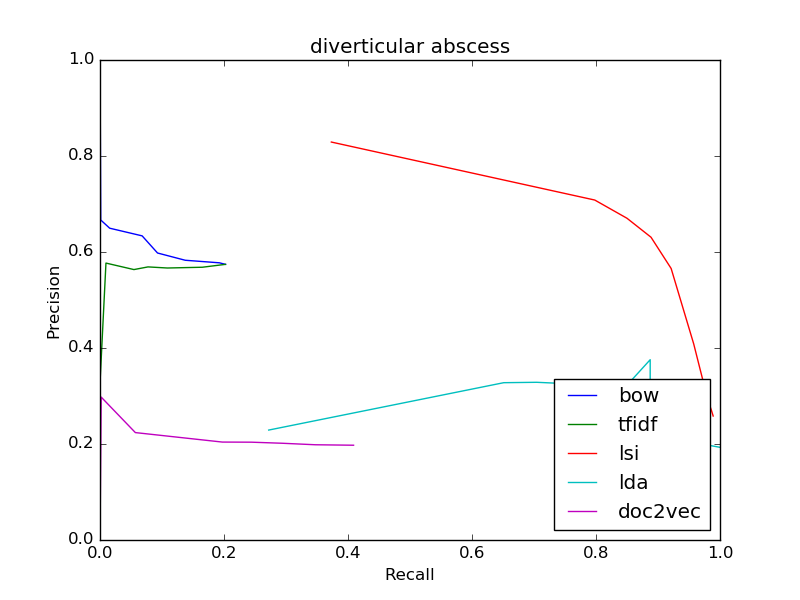 diverticular abscess
1.0
0.8
0.6
0.4
0.2
0.0
Precision
bow
tfidf
lsi
lda
doc2vec
0.0 0.2 0.4 0.6 0.8 1.0
Recall